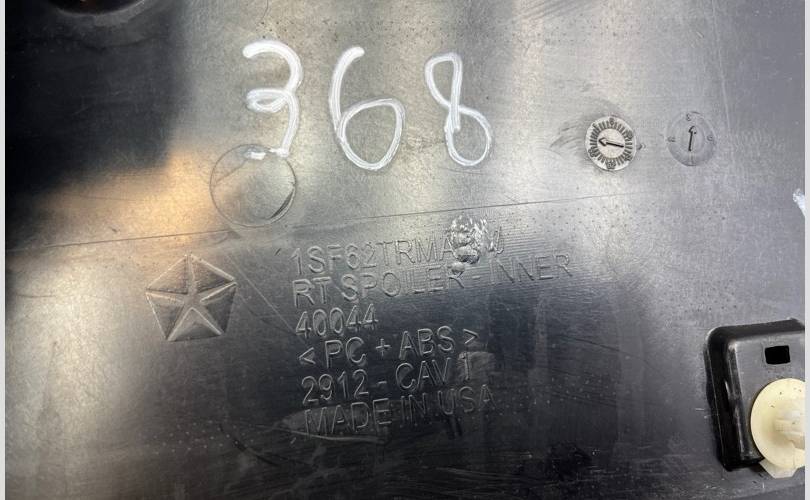 368
RT SPOILER - INNER
40044
< PC + ABS >
2912 - CAV 1
MADE IN USA